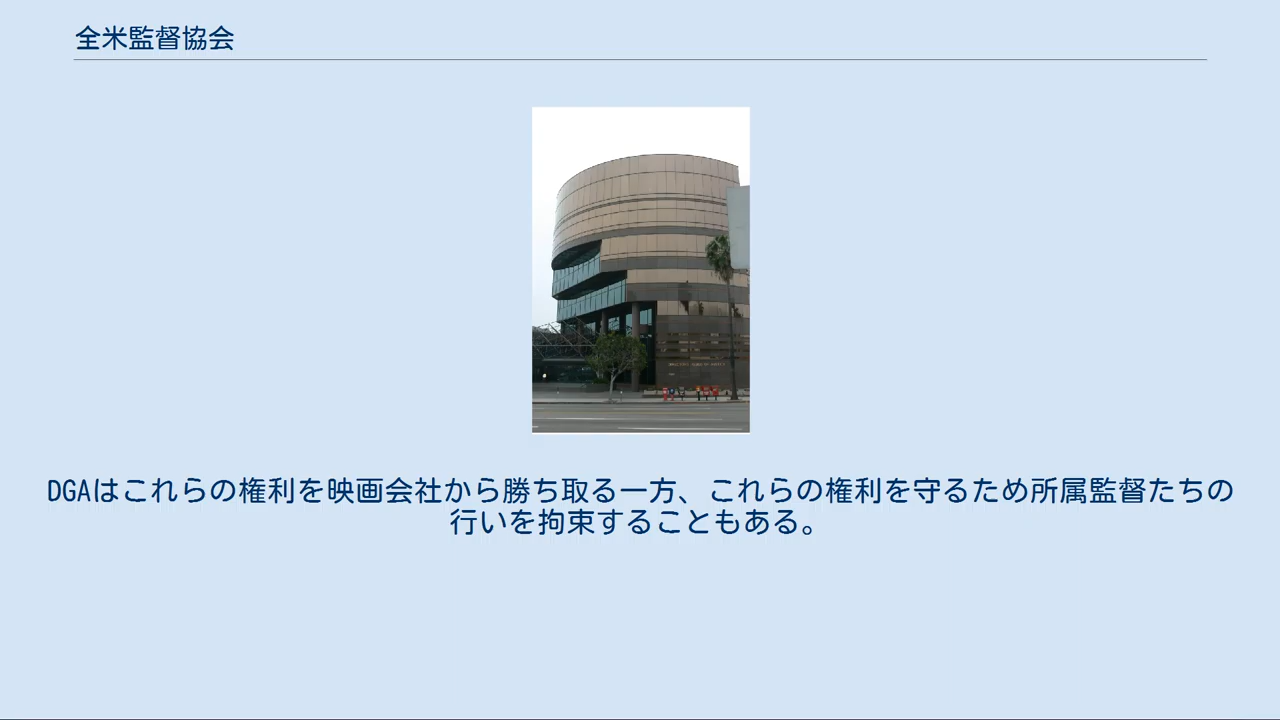 全米監督協会
DGAはこれらの権利を映画会社から勝ち取る一方、これらの権利を守るため所属監督たちの
行いを拘束することもある。